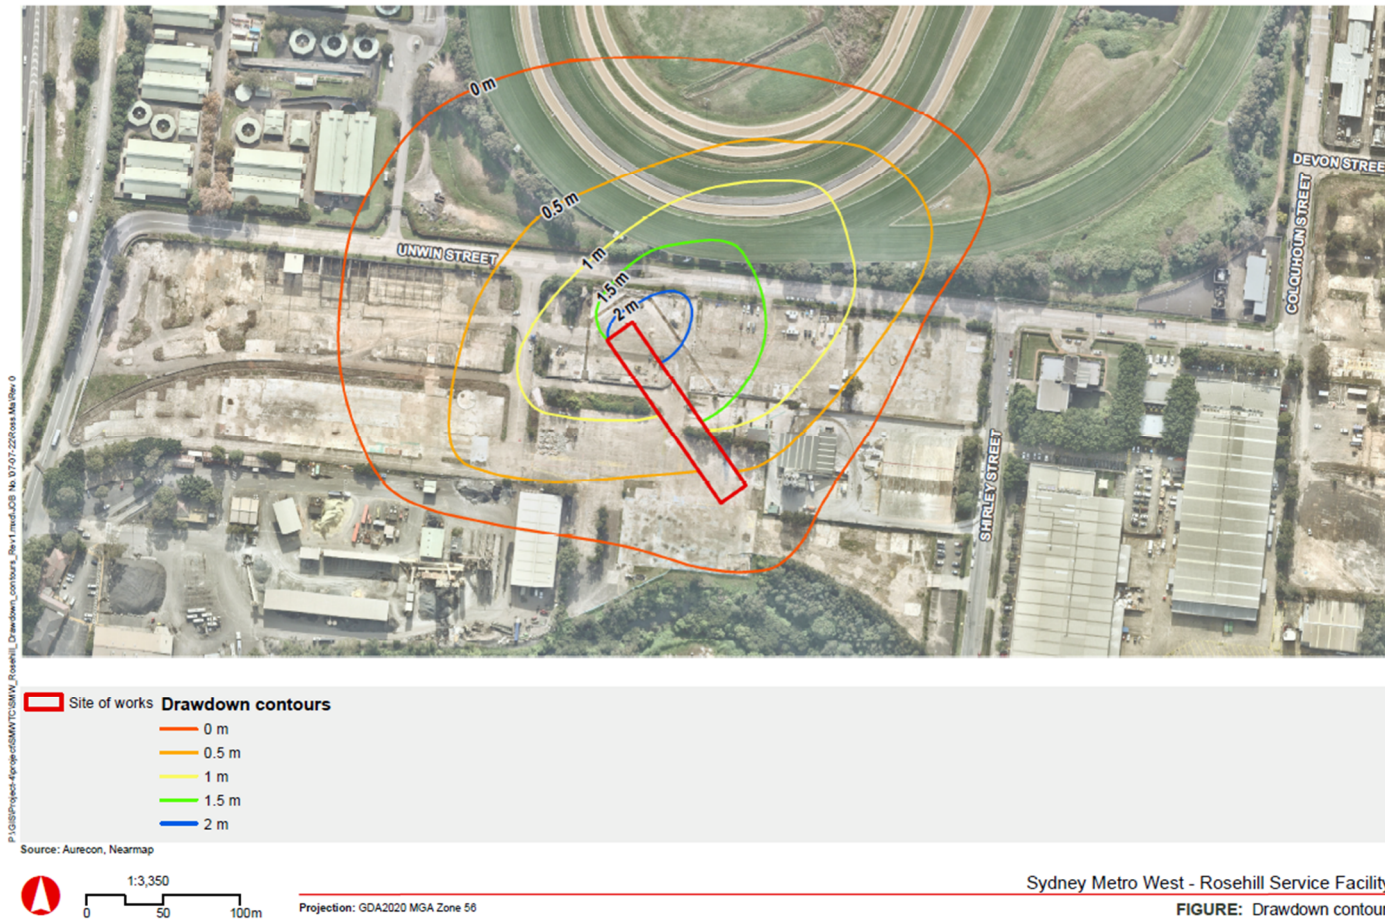 0 m
0.5 m
1 m
1.5 m
2 m
UNWIN STREET
DEVON STREE
COLQUHOUN STREET
SHIRLEY STREET
Site of works
Drawdown contours
0 m
0.5 m
1 m
1.5 m
2 m
Source: Aurecon, Nearmap
1:3,350
0 50 100m
Projection: GDA2020 MGA Zone 56
Sydney Metro West - Rosehill Service Facility
FIGURE: Drawdown contour